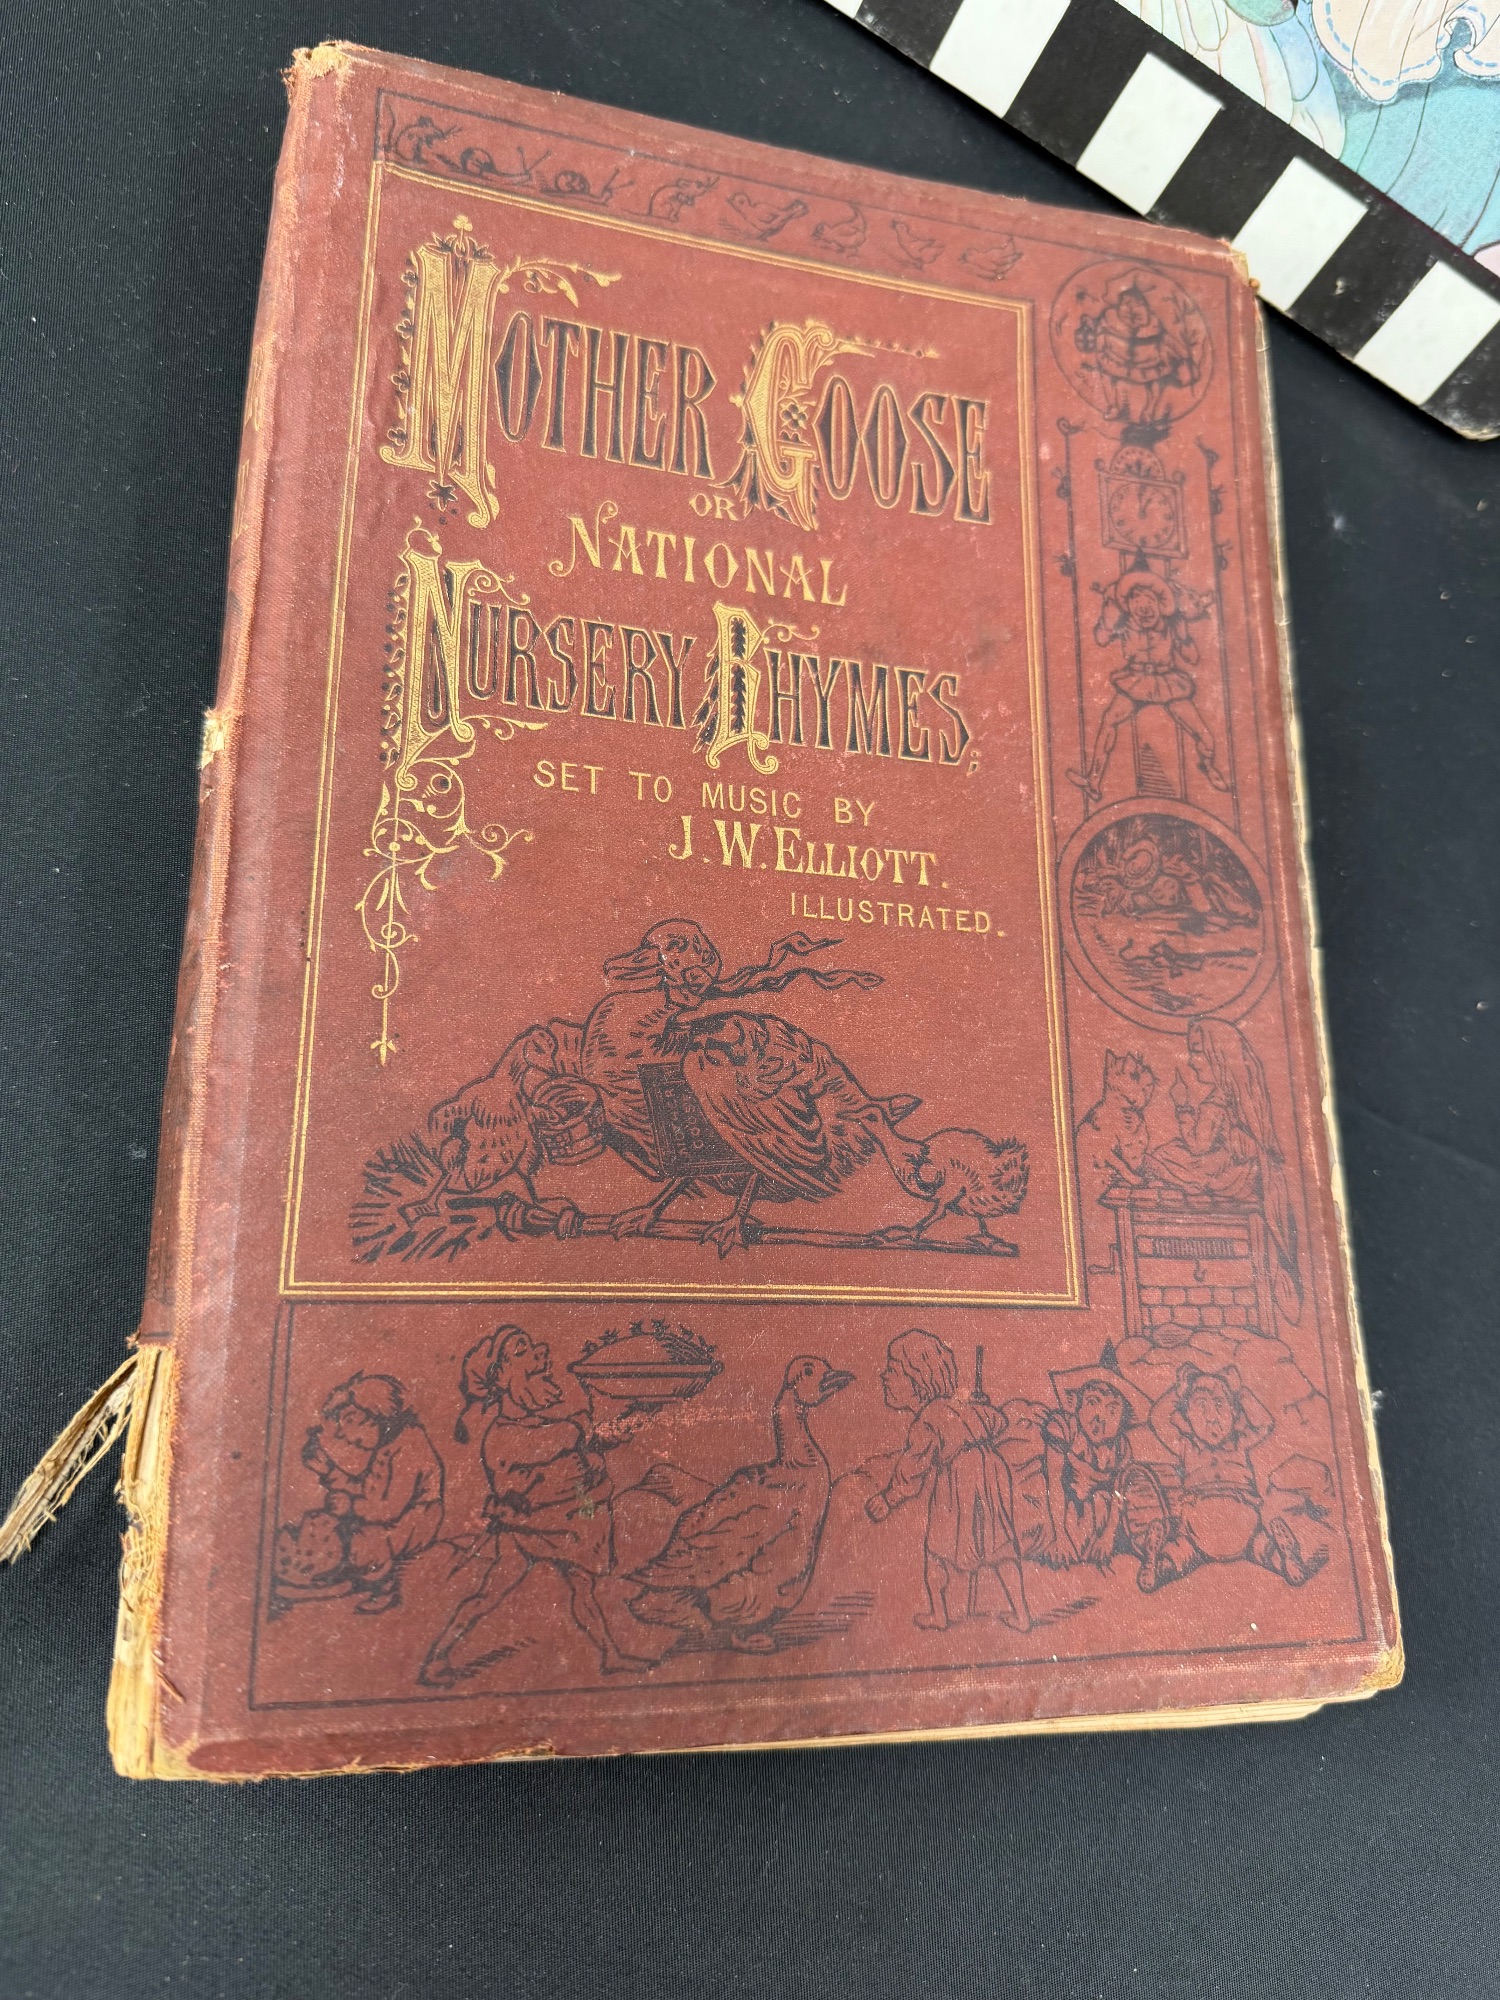 MOTHER GOOSE
OR
NATIONAL
NURSERY RHYMES;
SET TO MUSIC BY
J. W. ELLIOTT.
ILLUSTRATED.